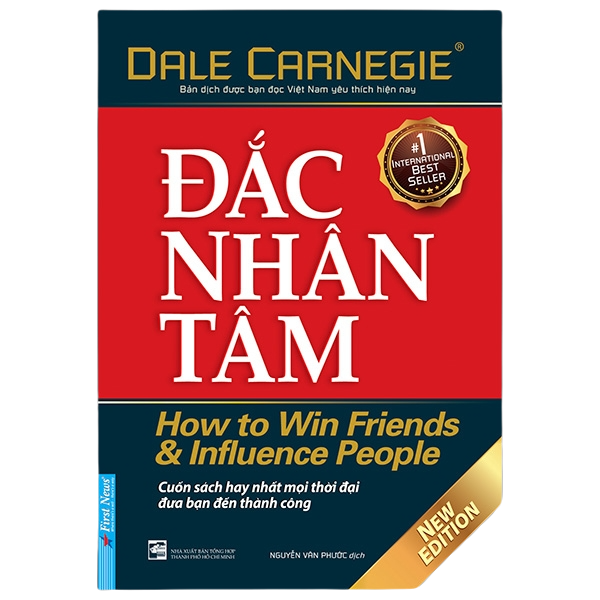 DALE CARNEGIE®
Bản dịch được bạn đọc Việt Nam yêu thích hiện nay
#1
INTERNATIONAL
BEST
SELLER
ĐẮC
NHÂN
TÂM
How to Win Friends
& Influence People
Cuốn sách hay nhất mọi thời đại
đưa bạn đến thành công
NEW
EDITION
First News
NHÀ XUẤT BẢN TỔNG HỢP
THÀNH PHỐ HỒ CHÍ MINH
NGUYỄN VĂN PHƯỚC dịch